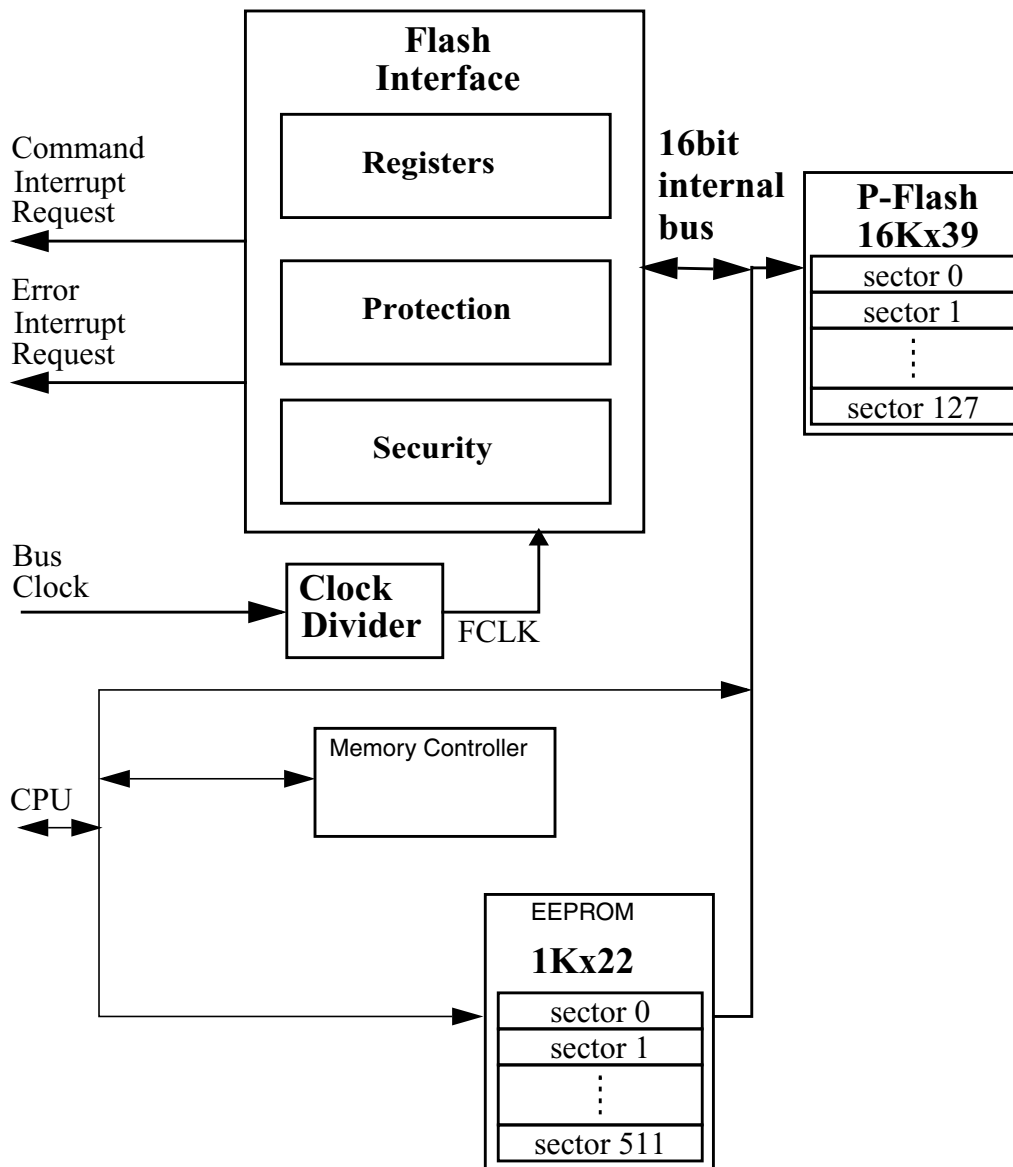 Flash
Interface
Registers
Protection
Security
Command
Interrupt
Request
Error
Interrupt
Request
16bit
internal
bus
P-Flash
16Kx39
sector 0
sector 1
sector 127
Bus
Clock
Clock
Divider
FCLK
Memory Controller
CPU
EEPROM
1Kx22
sector 0
sector 1
sector 511